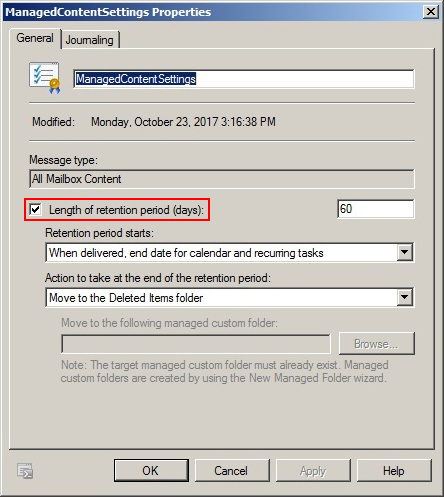 ManagedContentSettings Properties
General
Journaling
ManagedContentSettings
Modified: Monday, October 23, 2017 3:16:38 PM
Message type:
All Mailbox Content
Length of retention period (days): 60
Retention period starts:
When delivered, end date for calendar and recurring tasks
Action to take at the end of the retention period:
Move to the Deleted Items folder
Move to the following managed custom folder:
Browse...
Note: The target managed custom folder must already exist. Managed
custom folders are created by using the New Managed Folder wizard.
OK Cancel Apply Help